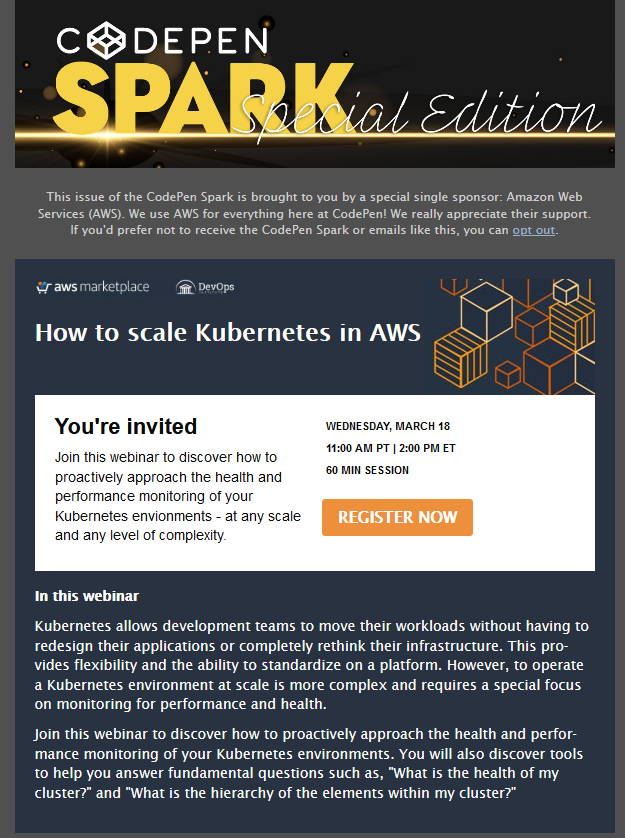 CODEPEN
SPARK Special Edition
This issue of the CodePen Spark is brought to you by a special single sponsor: Amazon Web
Services (AWS). We use AWS for everything here at CodePen! We really appreciate their support.
If you'd prefer not to receive the CodePen Spark or emails like this, you can opt out.
aws marketplace DevOps
How to scale Kubernetes in AWS
You're invited
Join this webinar to discover how to
proactively approach the health and
performance monitoring of your
Kubernetes envionments - at any scale
and any level of complexity.
WEDNESDAY, MARCH 18
11:00 AM PT | 2:00 PM ET
60 MIN SESSION
REGISTER NOW
In this webinar
Kubernetes allows development teams to move their workloads without having to
redesign their applications or completely rethink their infrastructure. This pro-
vides flexibility and the ability to standardize on a platform. However, to operate
a Kubernetes environment at scale is more complex and requires a special focus
on monitoring for performance and health.
Join this webinar to discover how to proactively approach the health and perfor-
mance monitoring of your Kubernetes environments. You will also discover tools
to help you answer fundamental questions such as, "What is the health of my
cluster?" and "What is the hierarchy of the elements within my cluster?"